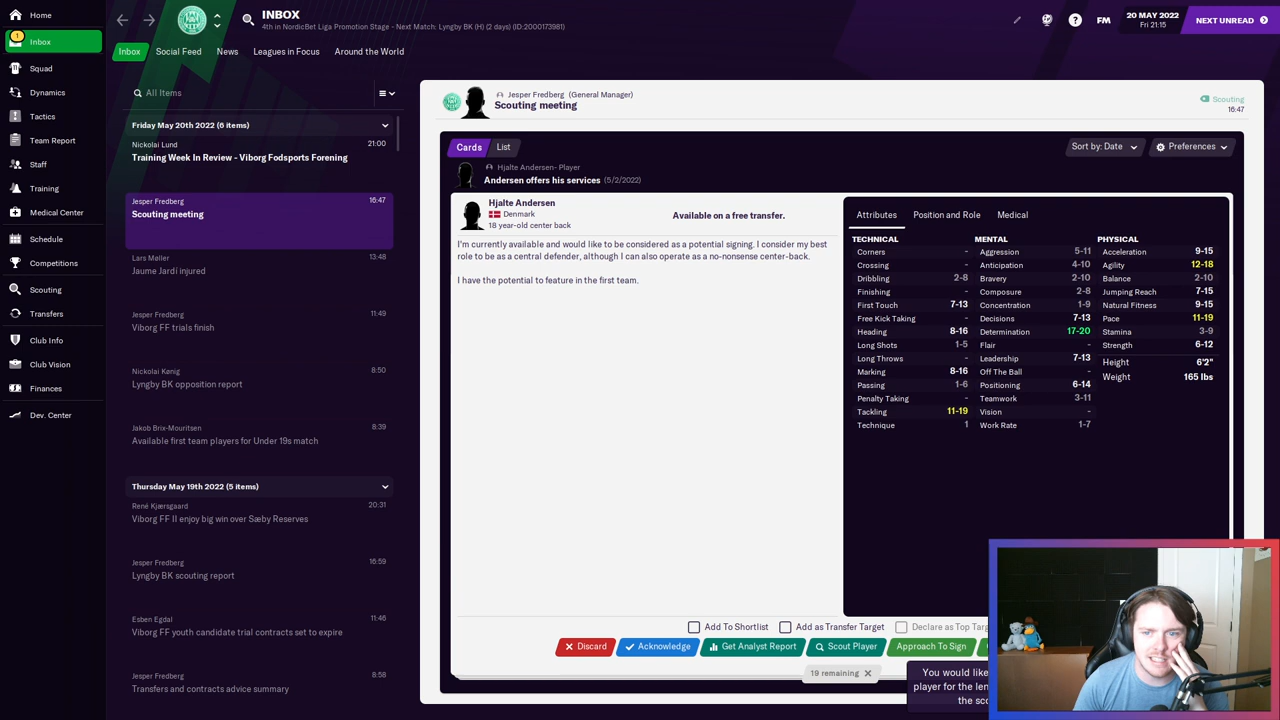 Home
1
Inbox
Squad
Dynamics
Tactics
Team Report
Staff
Training
Medical Center
Schedule
Competitions
Scouting
Transfers
Club Info
Club Vision
Finances
Dev. Center
INBOX
4th in NordicBet Liga Promotion Stage - Next Match: Lyngby BK (H) (2 days) (ID:2000173981)
?
FM
20 MAY 2022
Fri 21:15
NEXT UNREAD
Inbox
Social Feed
News
Leagues in Focus
Around the World
All Items
Friday May 20th 2022 (6 items)
Nickolai Lund 21:00
Training Week In Review - Viborg Fodsports Forening
Jesper Fredberg 16:47
Scouting meeting
Lars Møller 13:48
Jaume Jardí injured
Jesper Fredberg 11:49
Viborg FF trials finish
Nickolai Kønig 8:50
Lyngby BK opposition report
Jakob Brix-Mouritsen 8:39
Available first team players for Under 19s match
Thursday May 19th 2022 (5 items)
René Kjærsgaard 20:31
Viborg FF II enjoy big win over Sæby Reserves
Jesper Fredberg 16:59
Lyngby BK scouting report
Esben Egdal 11:46
Viborg FF youth candidate trial contracts set to expire
Jesper Fredberg 8:58
Transfers and contracts advice summary
Jesper Fredberg (General Manager)
Scouting meeting
Scouting
16:47
Cards
List
Sort by: Date
Preferences
Hjalte Andersen- Player
Andersen offers his services (5/2/2022)
Hjalte Andersen
Denmark
18 year-old center back
Available on a free transfer.
I'm currently available and would like to be considered as a potential signing. I consider my best
role to be as a central defender, although I can also operate as a no-nonsense center-back.
I have the potential to feature in the first team.
Attributes
Position and Role
Medical
TECHNICAL
Corners -
Crossing -
Dribbling 2-8
Finishing -
First Touch 7-13
Free Kick Taking -
Heading 8-16
Long Shots 1-5
Long Throws -
Marking 8-16
Passing 1-6
Penalty Taking -
Tackling 11-19
Technique 1
MENTAL
Aggression 5-11
Anticipation 4-10
Bravery 2-10
Composure 2-8
Concentration 1-9
Decisions 7-13
Determination 17-20
Flair -
Leadership 7-13
Off The Ball -
Positioning 6-14
Teamwork 3-11
Vision -
Work Rate 1-7
PHYSICAL
Acceleration 9-15
Agility 12-18
Balance 2-10
Jumping Reach 7-15
Natural Fitness 9-15
Pace 11-19
Stamina 3-9
Strength 6-12
Height 6'2"
Weight 165 lbs
Add To Shortlist
Add as Transfer Target
Declare as Top Targ
Discard
Acknowledge
Get Analyst Report
Scout Player
Approach To Sign
19 remaining
You would like
player for the len
the sco